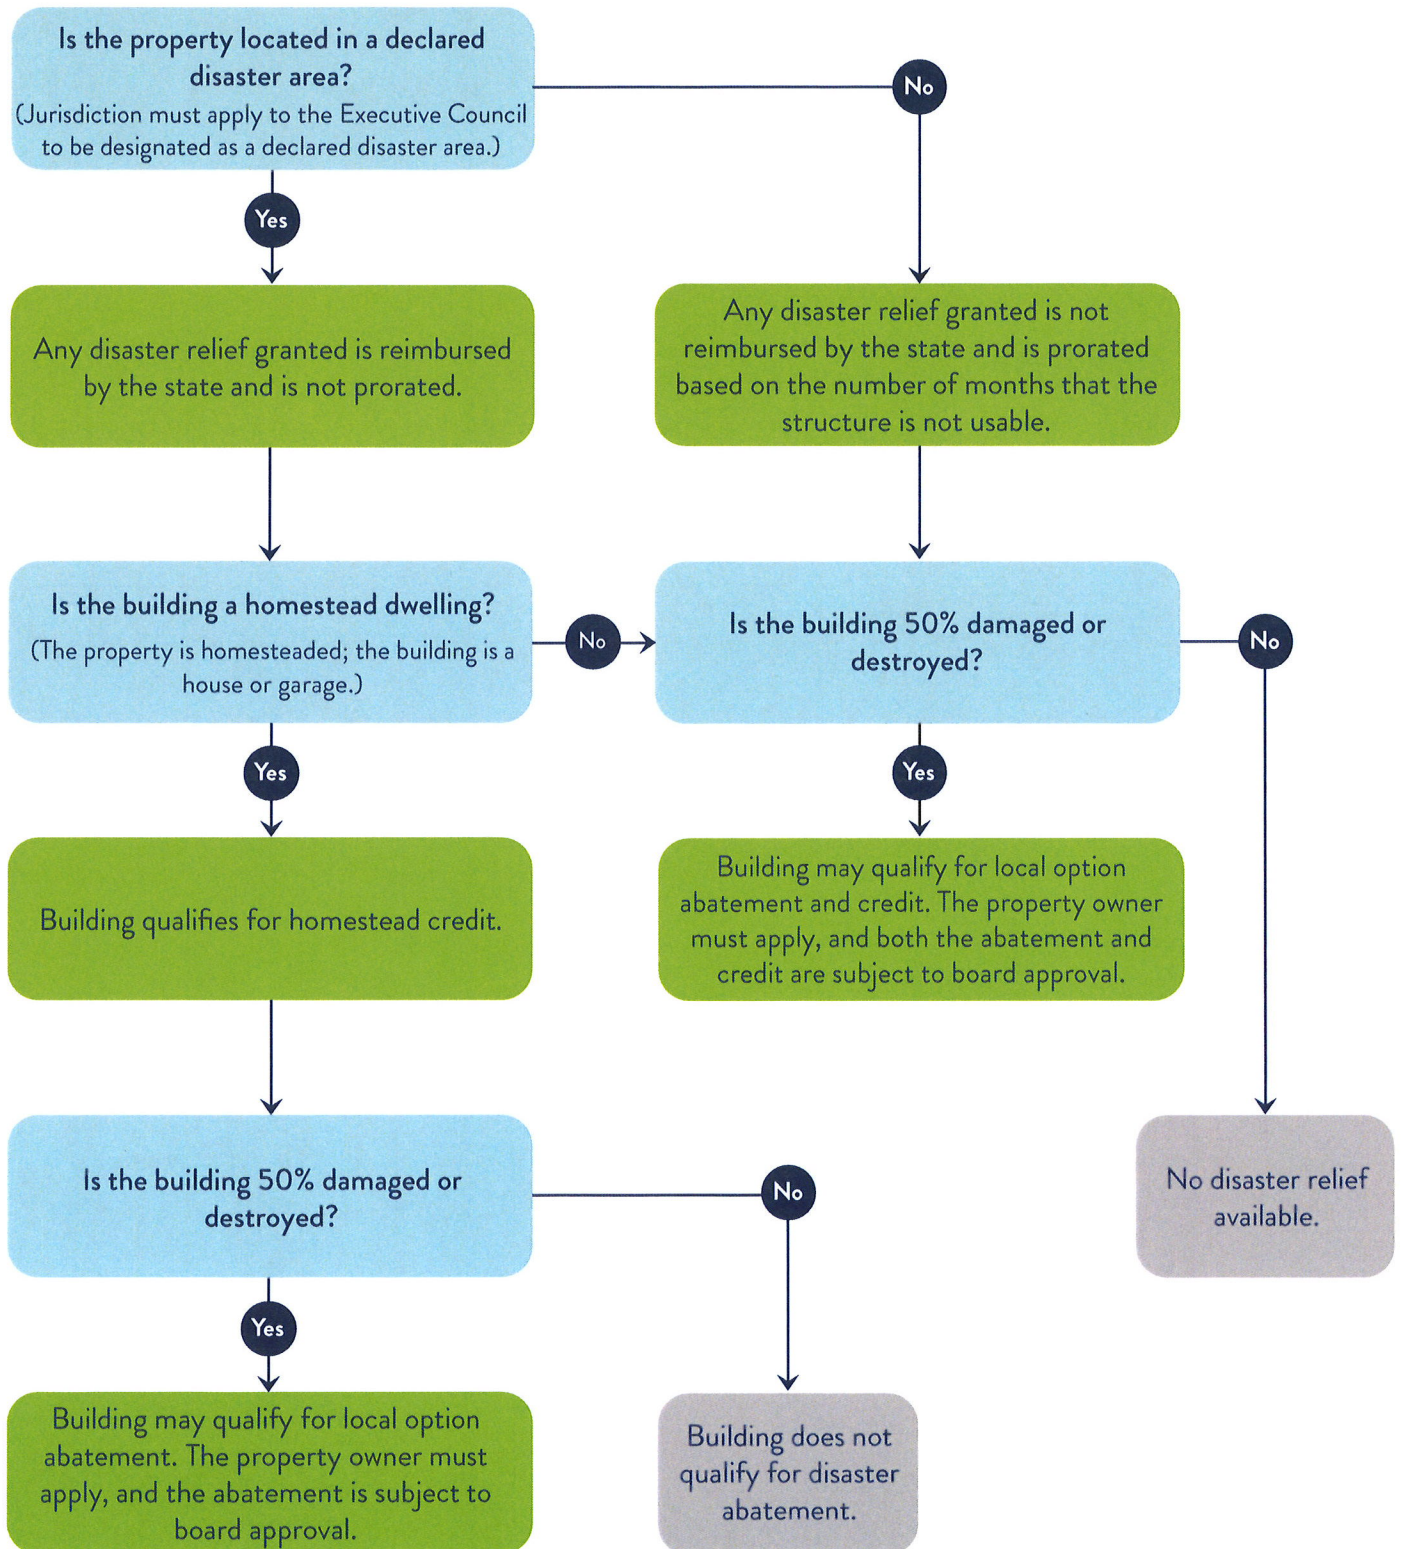 Is the property located in a declared
disaster area?
(Jurisdiction must apply to the Executive Council
to be designated as a declared disaster area.)
No
Yes
Any disaster relief granted is reimbursed
by the state and is not prorated.
Any disaster relief granted is not
reimbursed by the state and is prorated
based on the number of months that the
structure is not usable.
Is the building a homestead dwelling?
(The property is homesteaded; the building is a
house or garage.)
No
Is the building 50% damaged or
destroyed?
No
Yes
Yes
Building qualifies for homestead credit.
Building may qualify for local option
abatement and credit. The property owner
must apply, and both the abatement and
credit are subject to board approval.
Is the building 50% damaged or
destroyed?
No
No disaster relief
available.
Yes
Building may qualify for local option
abatement. The property owner must
apply, and the abatement is subject to
board approval.
Building does not
qualify for disaster
abatement.